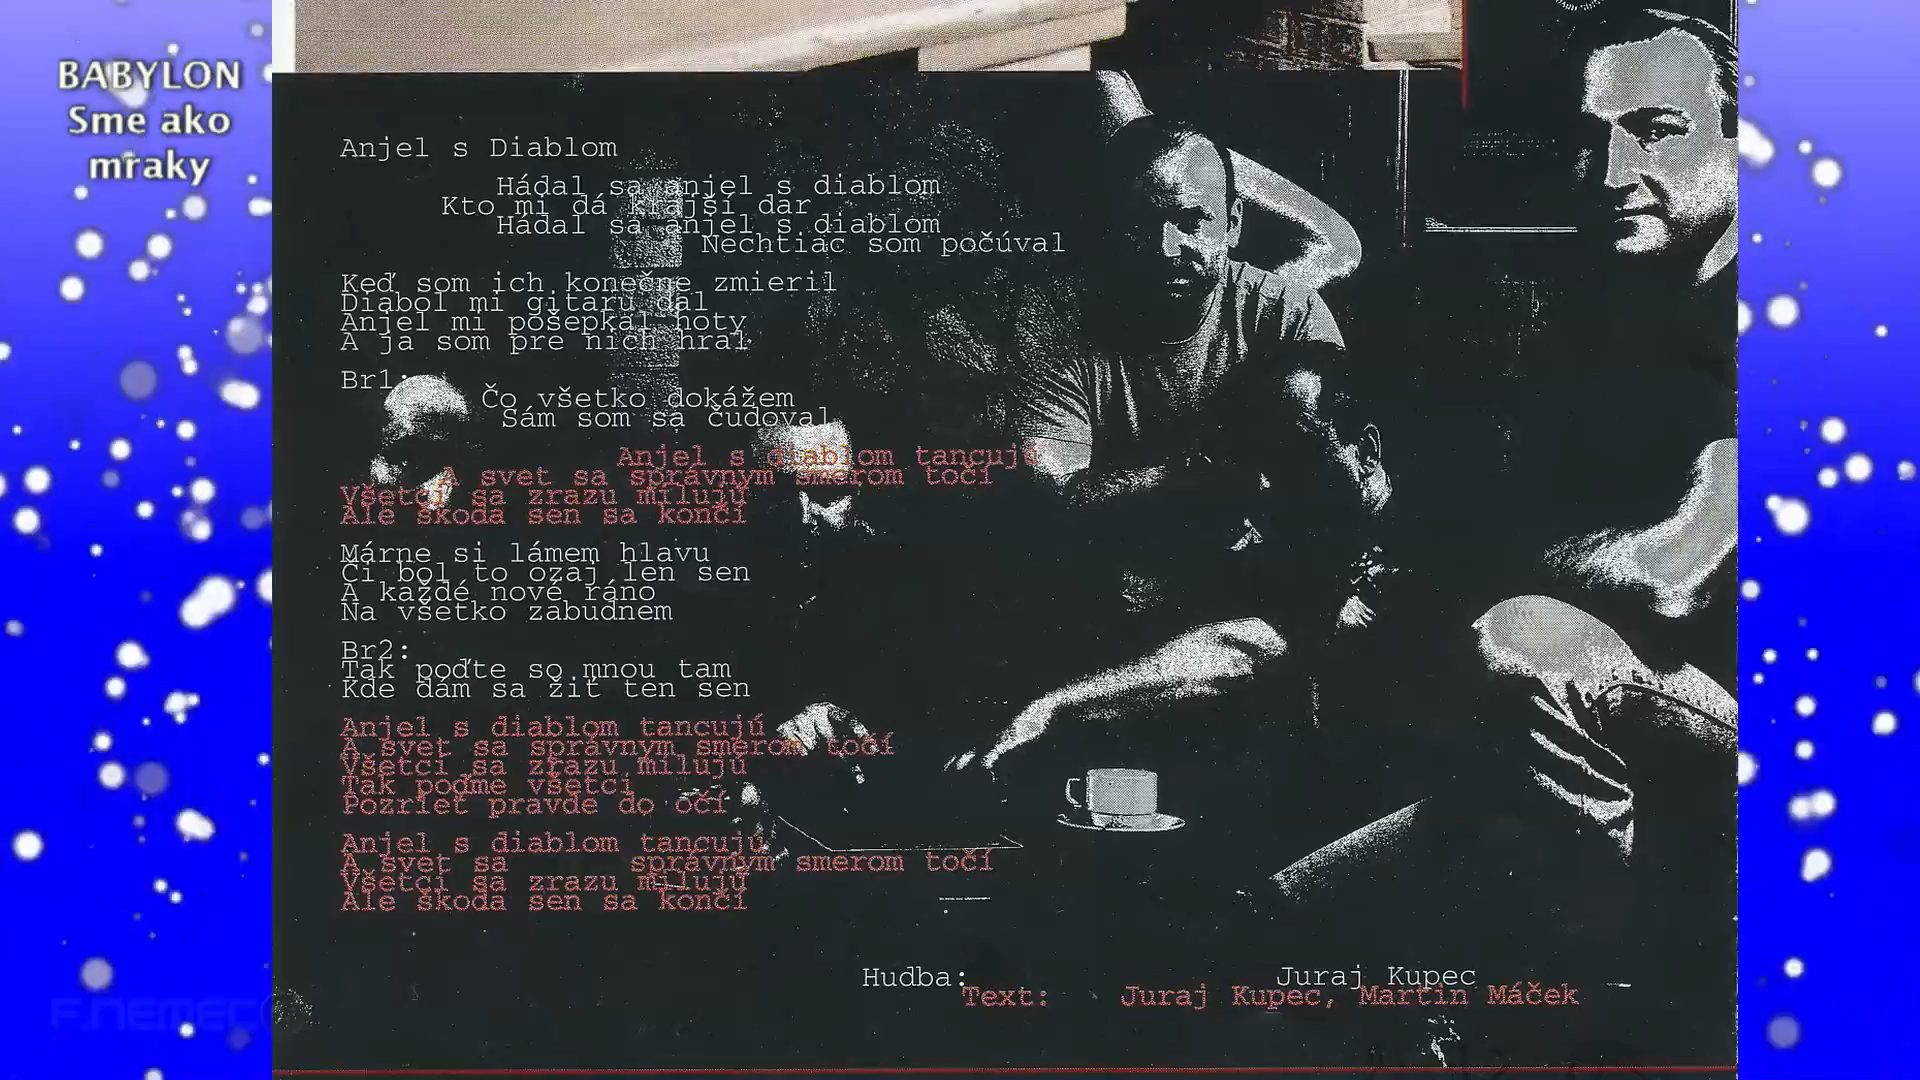 BABYLON
Sme ako
mraky
Anjel s Diablom
Hádal sa anjel s diablom
Kto mi dá krajší dar
Hádal sa anjel s diablom
Nechtiac som počúval
Keď som ich konečne zmieril
Diabol mi gitaru dal
Anjel mi pošepkal noty
A ja som pre nich hral
Br1:
Čo všetko dokážem
Sám som sa čudoval
Anjel s diablom tancujú
A svet sa správnym smerom točí
Všetci sa zrazu milujú
Ale škoda sen sa končí
Márne si lámem hlavu
Či bol to ozaj len sen
A každé nové ráno
Na všetko zabudnem
Br2:
Tak poďte so mnou tam
Kde dám sa žiť ten sen
Anjel s diablom tancujú
A svet sa správnym smerom točí
Všetci sa zrazu milujú
Tak poďme všetci
Pozrieť pravde do očí
Anjel s diablom tancujú
A svet sa správnym smerom točí
Všetci sa zrazu milujú
Ale škoda sen sa končí
Hudba: Juraj Kupec
Text: Juraj Kupec, Martin Máček
F.NEMEC